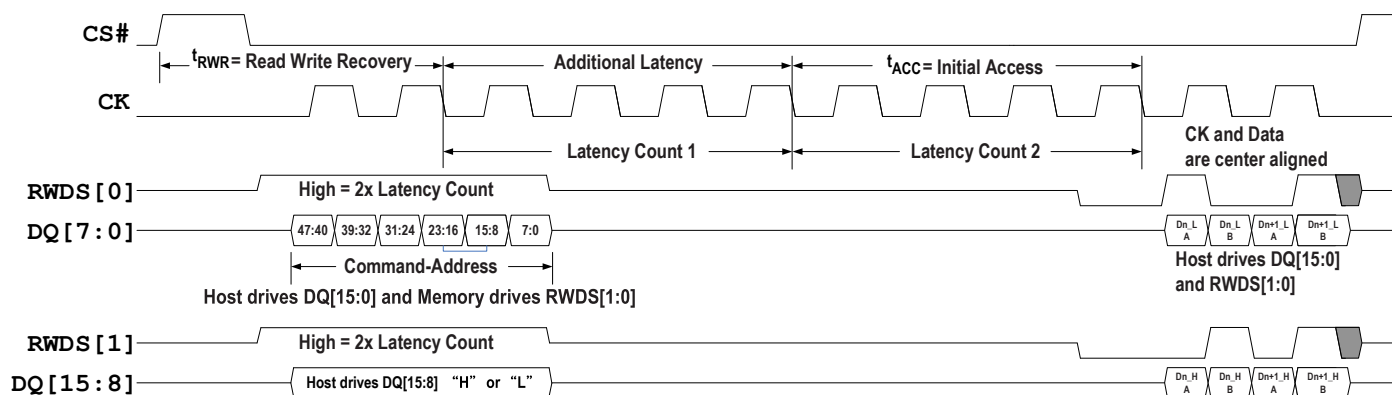 CS#
tRWR= Read Write Recovery
Additional Latency
tACC= Initial Access
CK
Latency Count 1
Latency Count 2
CK and Data
are center aligned
RWDS[0]
High = 2x Latency Count
DQ[7:0]
47:40 39:32 31:24 23:16 15:8 7:0
Dn_L A
Dn_L B
Dn+1_L A
Dn+1_L B
Command-Address
Host drives DQ[15:0]
and RWDS[1:0]
Host drives DQ[15:0] and Memory drives RWDS[1:0]
RWDS[1]
High = 2x Latency Count
DQ[15:8]
Host drives DQ[15:8] “H” or “L”
Dn_H A
Dn_H B
Dn+1_H A
Dn+1_H B